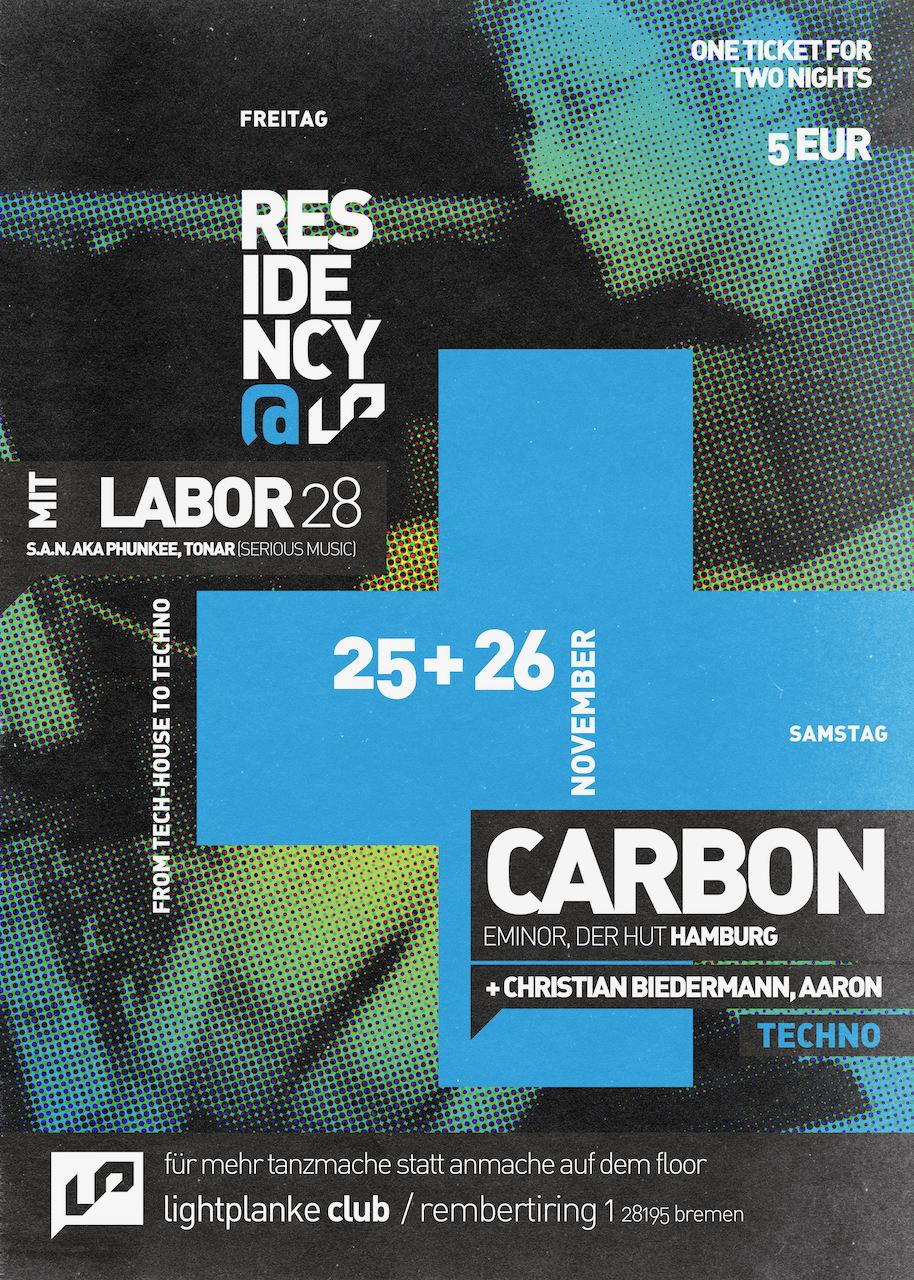 ONE TICKET FOR
TWO NIGHTS
5 EUR
FREITAG
RES
IDE
NCY
@ LP
MIT LABOR 28
S.A.N. AKA PHUNKEE, TONAR (SERIOUS MUSIC)
FROM TECH-HOUSE TO TECHNO
25 + 26
NOVEMBER
SAMSTAG
CARBON
EMINOR, DER HUT HAMBURG
+ CHRISTIAN BIEDERMANN, AARON
TECHNO
LP
für mehr tanzmache statt anmache auf dem floor
lightplanke club / rembertiring 1 28195 bremen